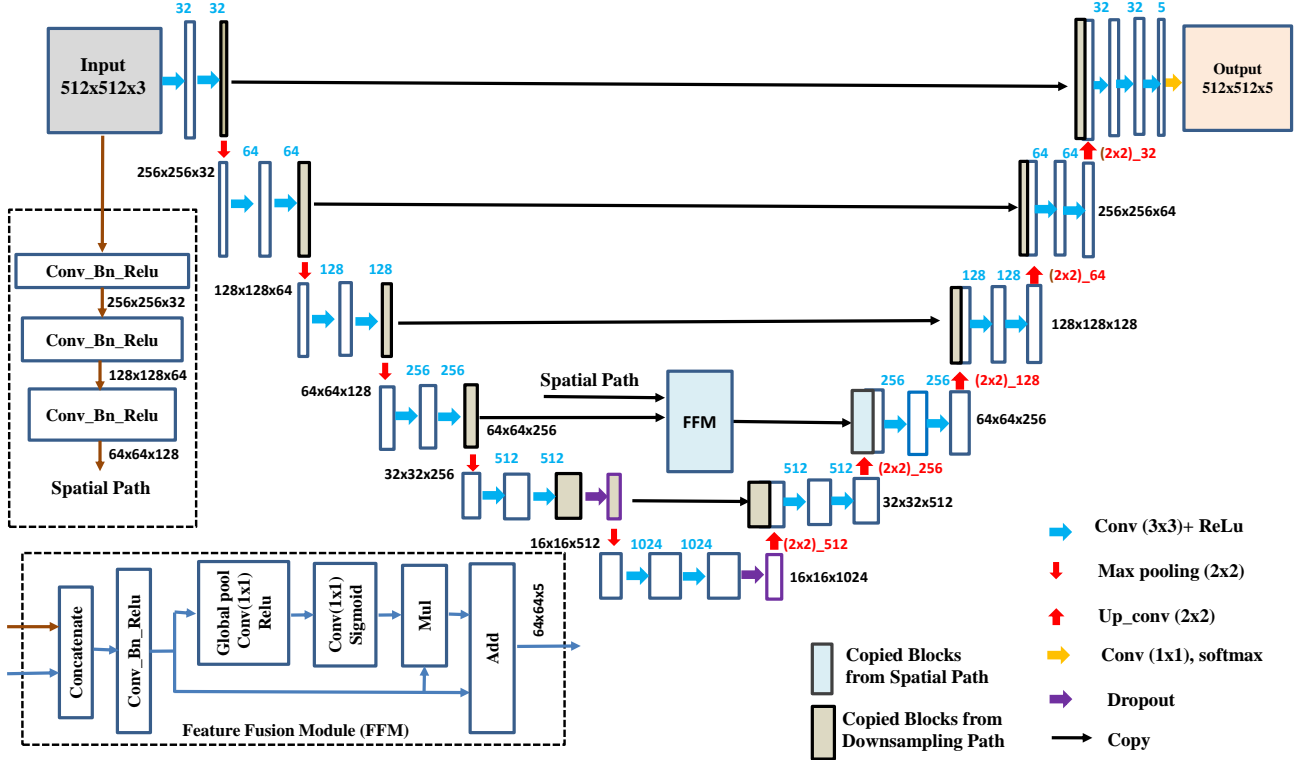 32 32
Input
512x512x3
32 32 5
Output
512x512x5
(2x2)_32
256x256x32
64 64
64 64
256x256x64
(2x2)_64
128x128x64
128 128
128 128
128x128x128
(2x2)_128
Conv_Bn_Relu
256x256x32
Conv_Bn_Relu
128x128x64
Conv_Bn_Relu
64x64x128
Spatial Path
64x64x128
256 256
64x64x256
Spatial Path
FFM
256 256
64x64x256
(2x2)_256
32x32x256
512 512
512 512
32x32x512
(2x2)_512
16x16x512
1024 1024
16x16x1024
Concatenate
Conv_Bn_Relu
Global pool
Conv(1x1)
Relu
Conv(1x1)
Sigmoid
Mul
Add
64x64x5
Feature Fusion Module (FFM)
Copied Blocks
from Spatial Path
Copied Blocks from
Downsampling Path
Conv (3x3)+ ReLu
Max pooling (2x2)
Up_conv (2x2)
Conv (1x1), softmax
Dropout
Copy